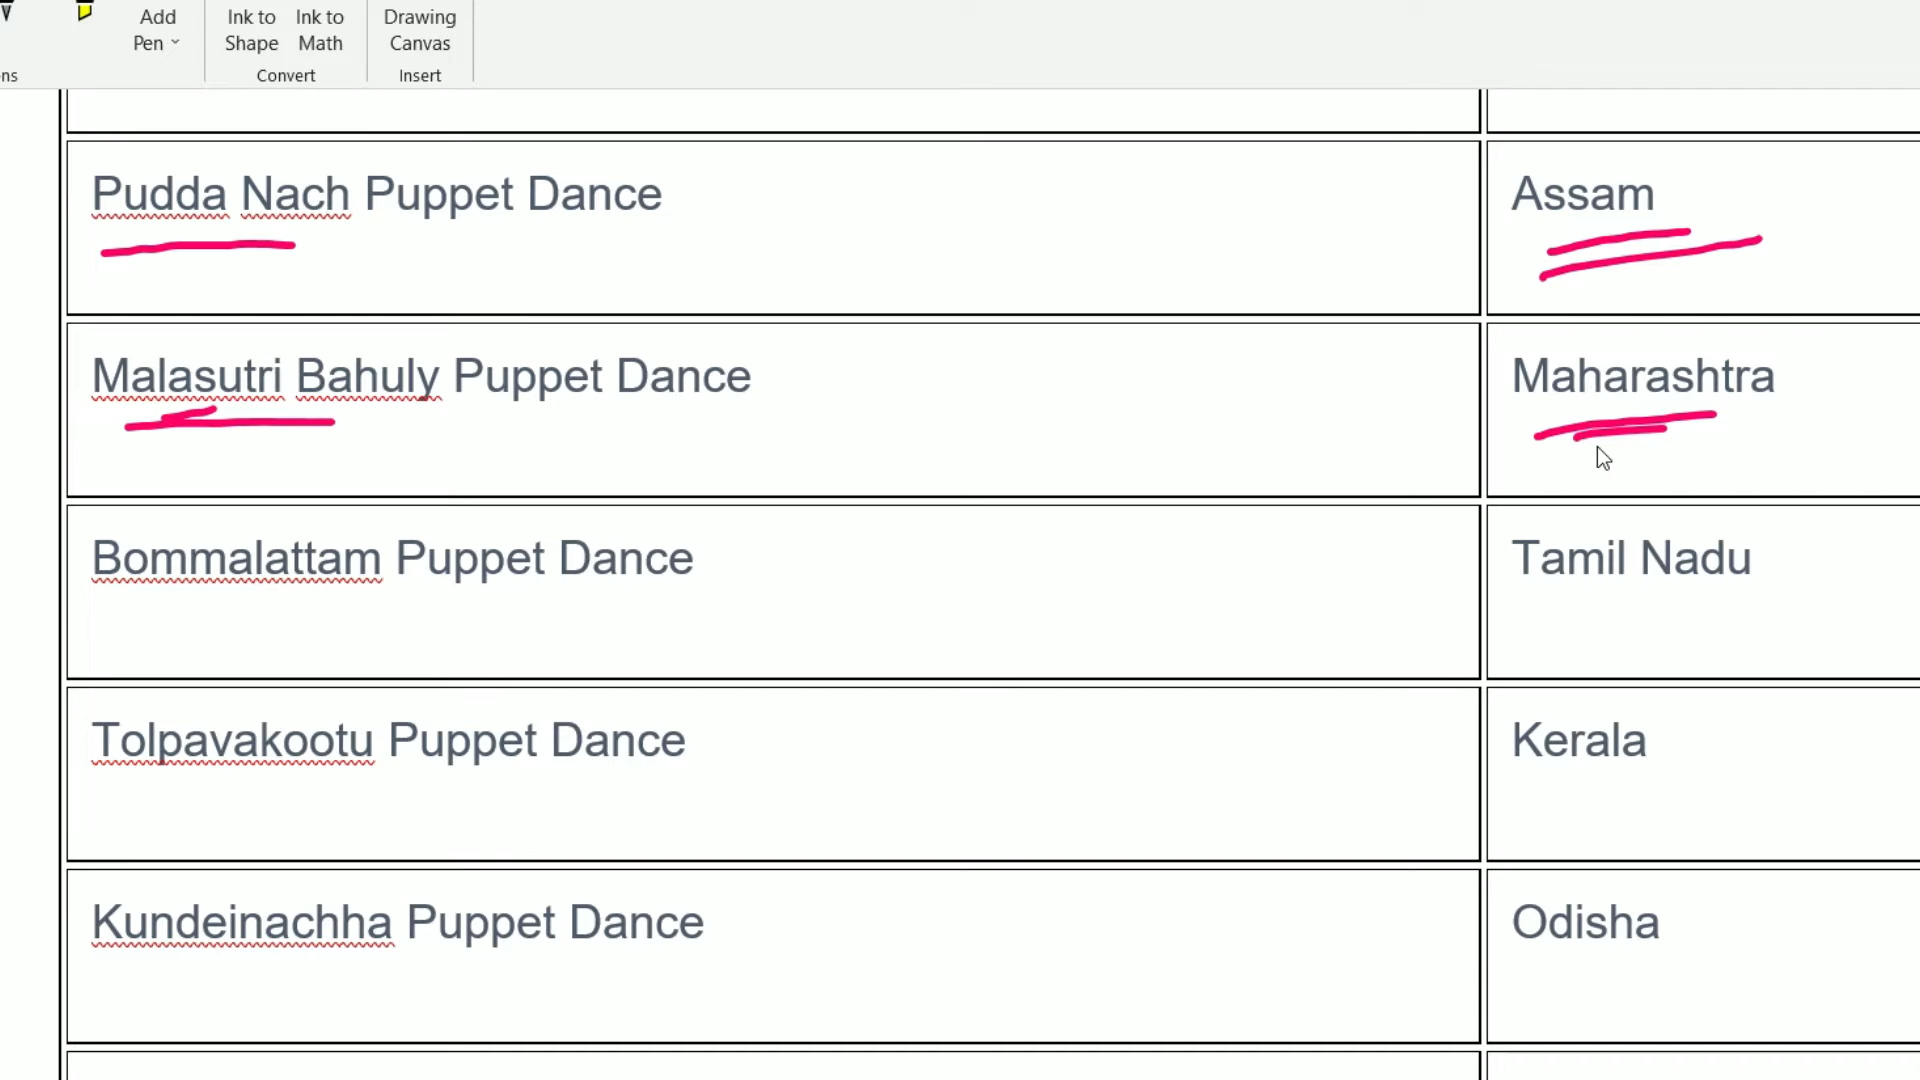 Add
Pen
Ink to
Shape
Ink to
Math
Drawing
Canvas
ns
Convert
Insert
Pudda Nach Puppet Dance
Assam
Malasutri Bahuly Puppet Dance
Maharashtra
Bommalattam Puppet Dance
Tamil Nadu
Tolpavakootu Puppet Dance
Kerala
Kundeinachha Puppet Dance
Odisha